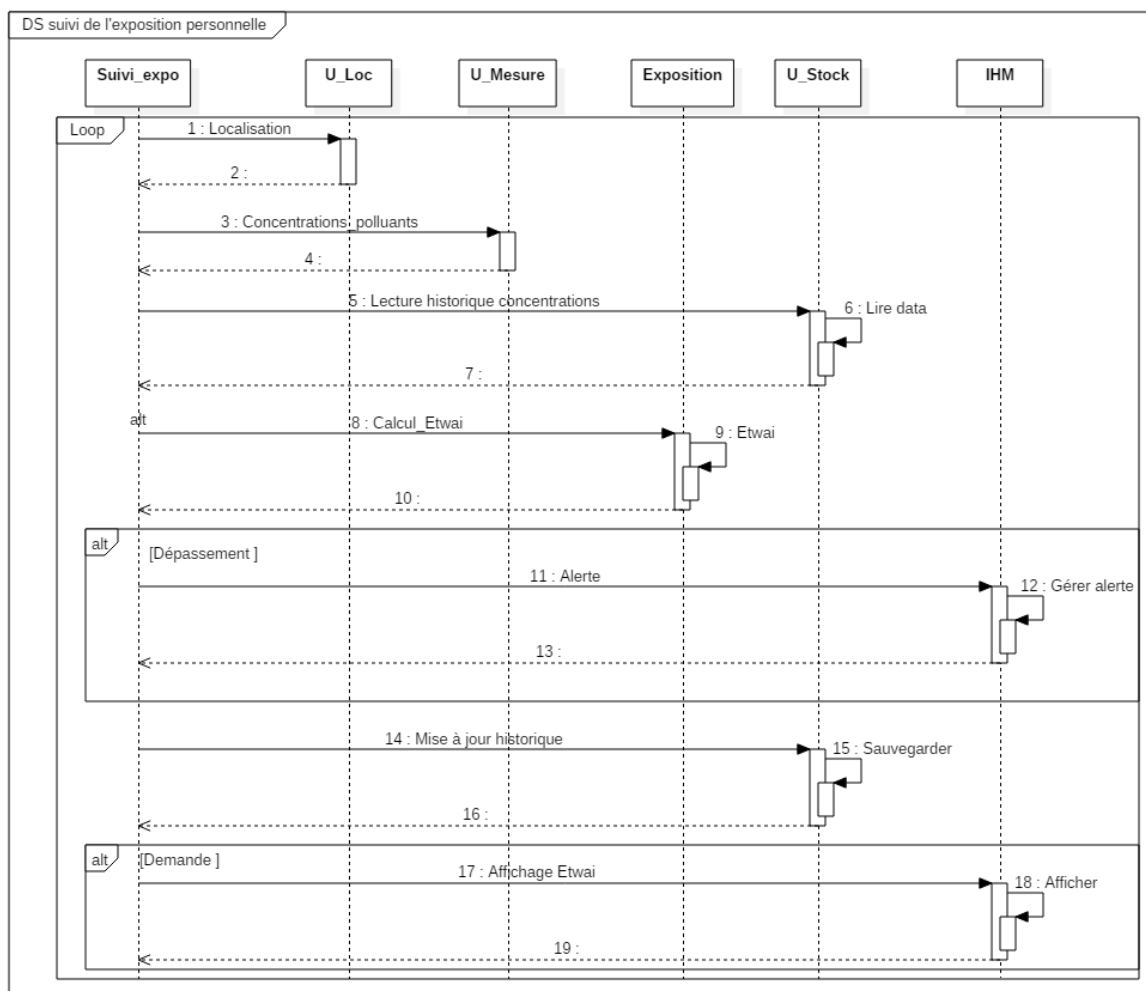 DS suivi de l'exposition personnelle
Suivi_expo
U_Loc
U_Mesure
Exposition
U_Stock
IHM
Loop
1 : Localisation
2 :
3 : Concentrations_polluants
4 :
5 : Lecture historique concentrations
6 : Lire data
7 :
alt
8 : Calcul_Etwai
9 : Etwai
10 :
alt
[Dépassement ]
11 : Alerte
12 : Gérer alerte
13 :
14 : Mise à jour historique
15 : Sauvegarder
16 :
alt
[Demande ]
17 : Affichage Etwai
18 : Afficher
19 :